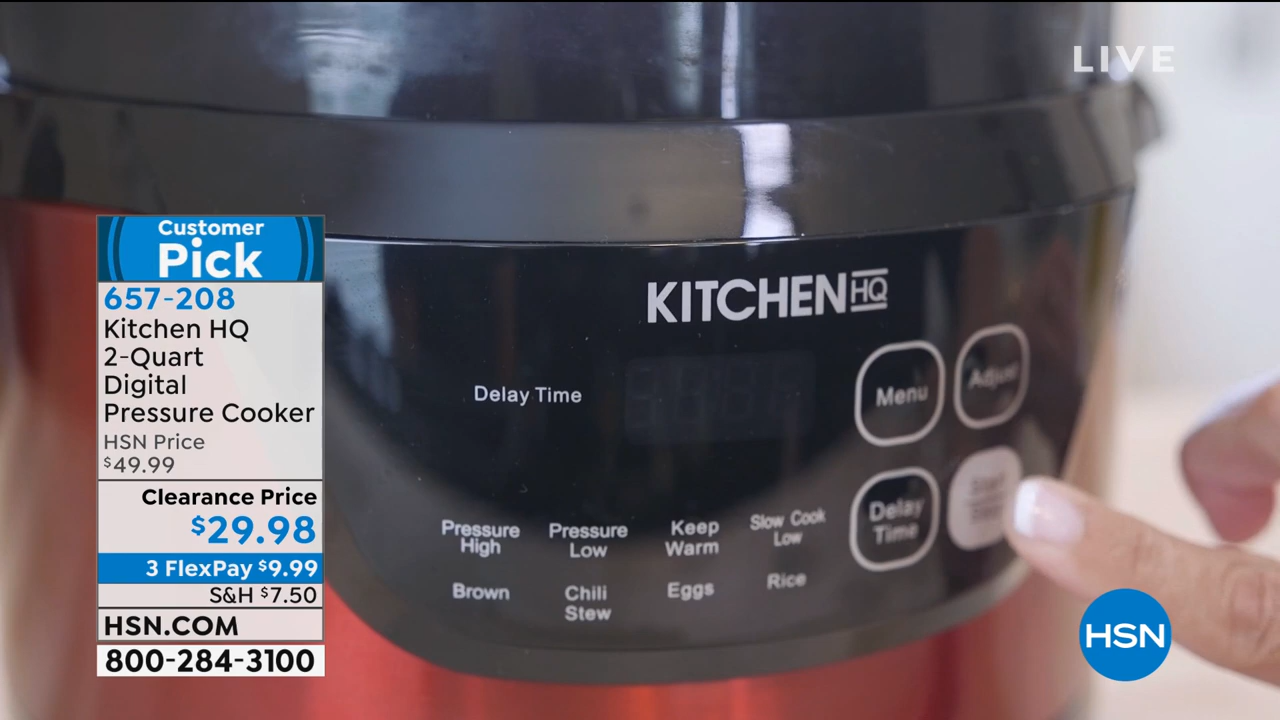 LIVE
Customer
Pick
657-208
Kitchen HQ
2-Quart
Digital
Pressure Cooker
HSN Price
$49.99
Clearance Price
$29.98
3 FlexPay $9.99
S&H $7.50
HSN.COM
800-284-3100
KITCHEN HQ
Delay Time
Menu
Adjust
Delay
Time
Pressure
High
Pressure
Low
Keep
Warm
Slow Cook
Low
Brown
Chili
Stew
Eggs
Rice
HSN